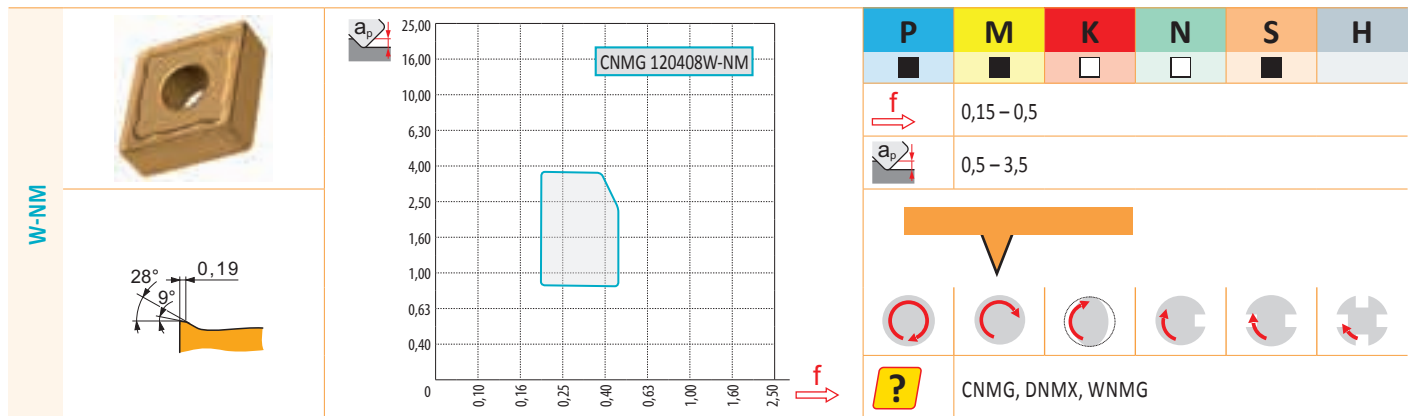 W-NM
28°
9°
0,19
aₚ
25,00
16,00
10,00
6,30
4,00
2,50
1,60
1,00
0,63
0,40
0
0,10
0,16
0,25
0,40
0,63
1,00
1,60
2,50
f
CNMG 120408W-NM
P M K N S H
f 0,15 – 0,5
aₚ 0,5 – 3,5
? CNMG, DNMX, WNMG